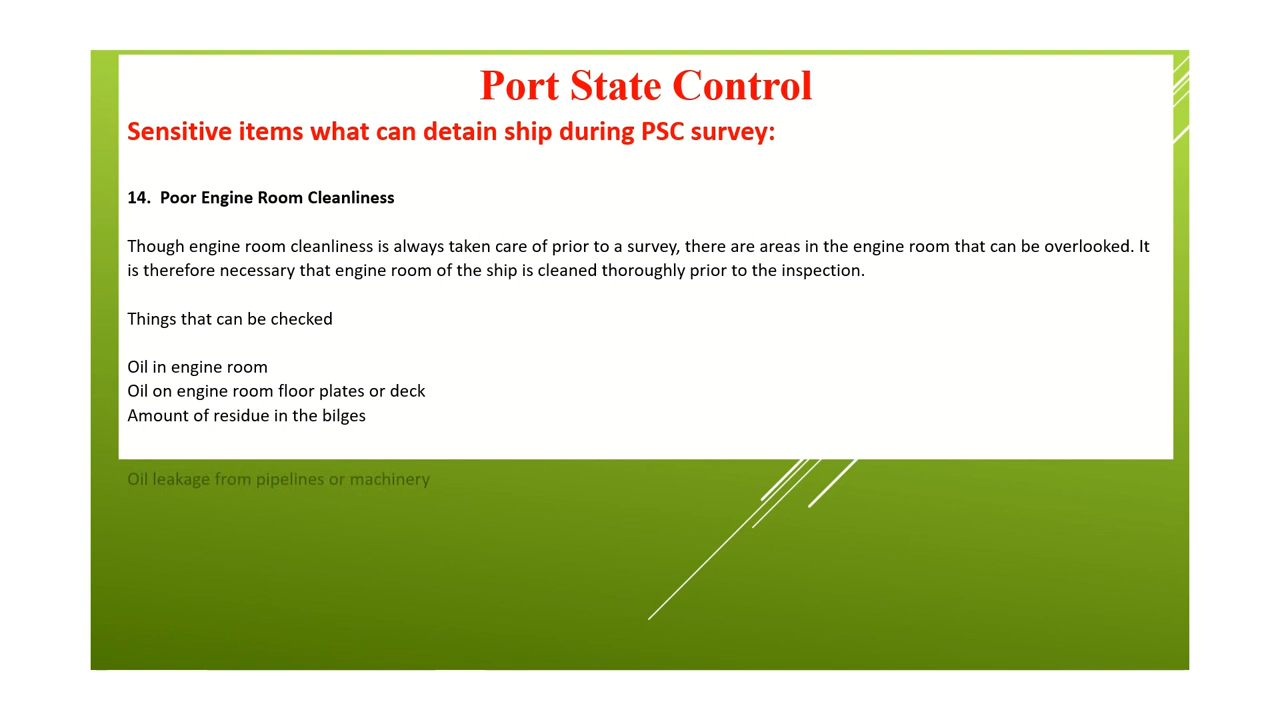 Port State Control
Sensitive items what can detain ship during PSC survey:
14. Poor Engine Room Cleanliness
Though engine room cleanliness is always taken care of prior to a survey, there are areas in the engine room that can be overlooked. It
is therefore necessary that engine room of the ship is cleaned thoroughly prior to the inspection.
Things that can be checked
Oil in engine room
Oil on engine room floor plates or deck
Amount of residue in the bilges
Oil leakage from pipelines or machinery